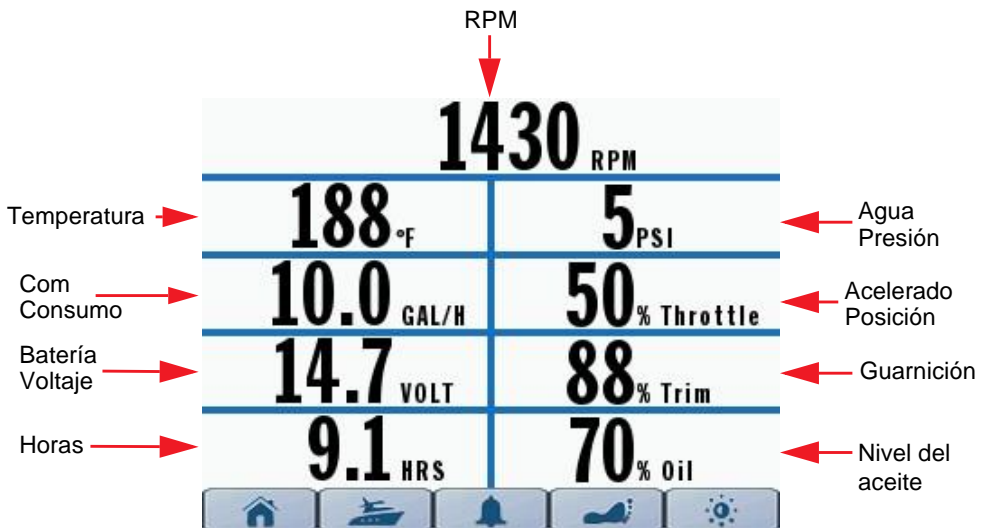 RPM
1430 RPM
Temperatura
188 °F
5 PSI
Agua
Presión
Com
Consumo
10.0 GAL/H
50 % Throttle
Acelerado
Posición
Batería
Voltaje
14.7 VOLT
88 % Trim
Guarnición
Horas
9.1 HRS
70 % Oil
Nivel del
aceite